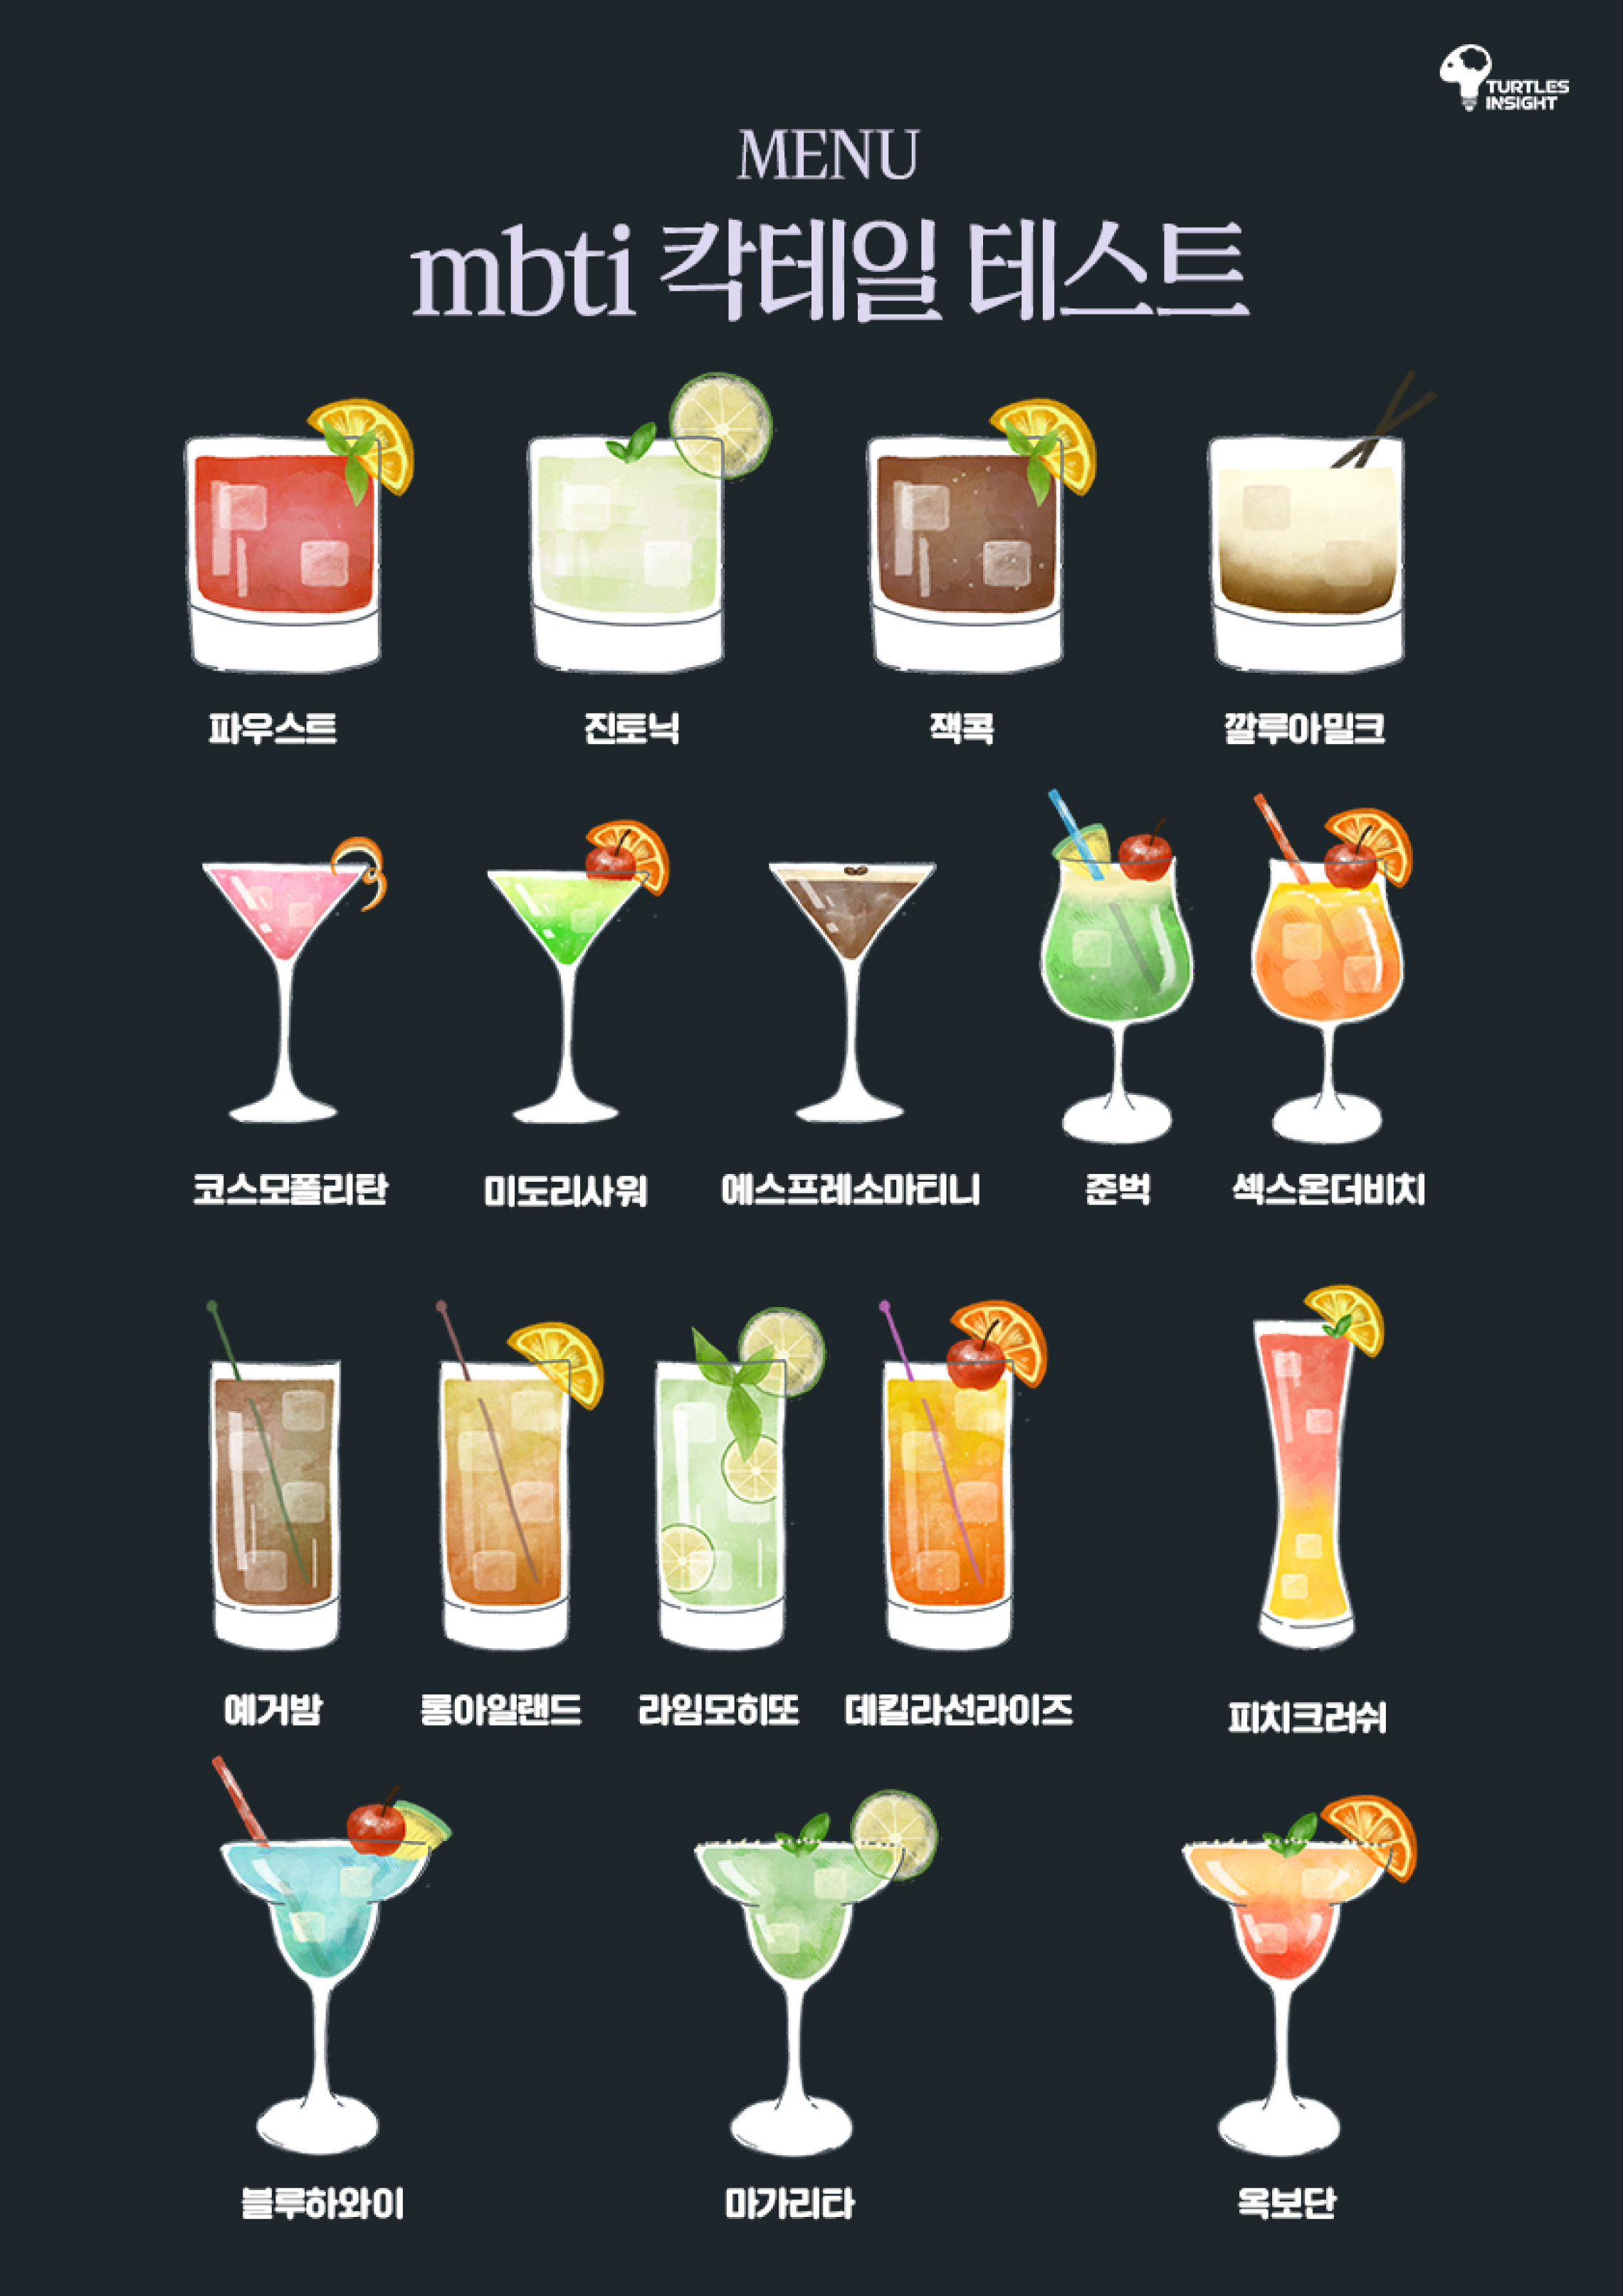 TURTLES
INSIGHT
MENU
mbti 칵테일 테스트
파우스트 진토닉 잭콕 깔루아밀크
코스모폴리탄 미도리사워 에스프레소마티니 준벅 섹스온더비치
예거밤 롱아일랜드 라임모히또 데킬라선라이즈 피치크러쉬
블루하와이 마가리타 옥보단